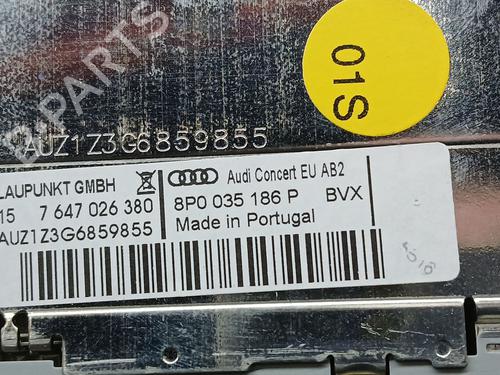 B-PARTS
01S
AUZ1Z3G6859855
LAUPUNKT GMBH
Audi Concert EU AB2
15 7 647 026 380
8P0 035 186 P BVX
AUZ1Z3G6859855
Made in Portugal